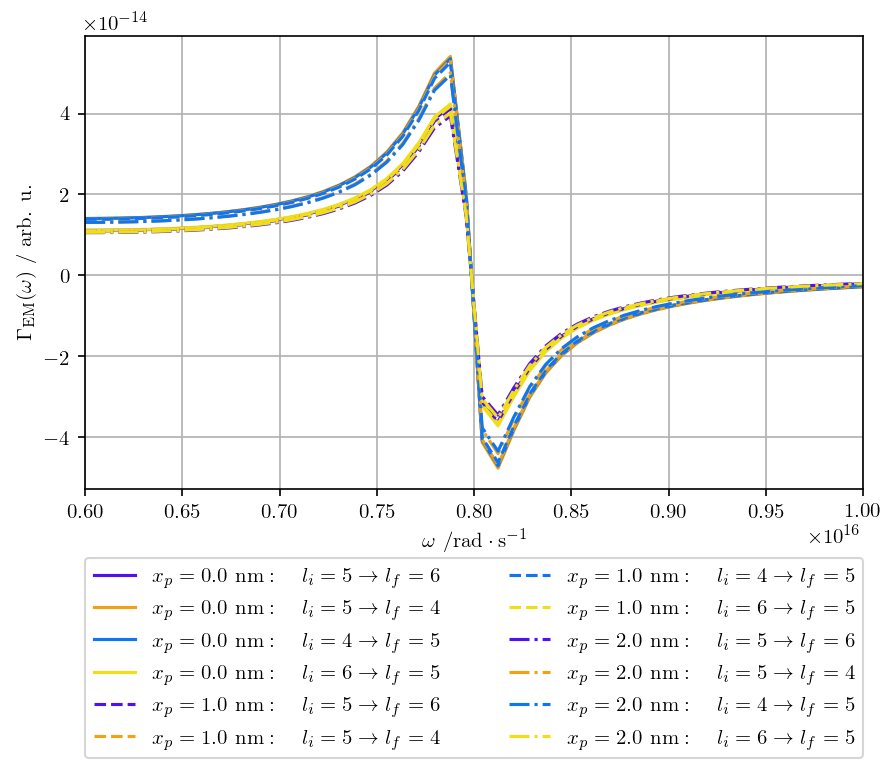 ×10⁻¹⁴
4
2
0
−2
−4
Γ_EM(ω) / arb. u.
0.60 0.65 0.70 0.75 0.80 0.85 0.90 0.95 1.00
ω /rad · s⁻¹
×10¹⁶
x_p = 0.0 nm : l_i = 5 → l_f = 6
x_p = 0.0 nm : l_i = 5 → l_f = 4
x_p = 0.0 nm : l_i = 4 → l_f = 5
x_p = 0.0 nm : l_i = 6 → l_f = 5
x_p = 1.0 nm : l_i = 5 → l_f = 6
x_p = 1.0 nm : l_i = 5 → l_f = 4
x_p = 1.0 nm : l_i = 4 → l_f = 5
x_p = 1.0 nm : l_i = 6 → l_f = 5
x_p = 2.0 nm : l_i = 5 → l_f = 6
x_p = 2.0 nm : l_i = 5 → l_f = 4
x_p = 2.0 nm : l_i = 4 → l_f = 5
x_p = 2.0 nm : l_i = 6 → l_f = 5